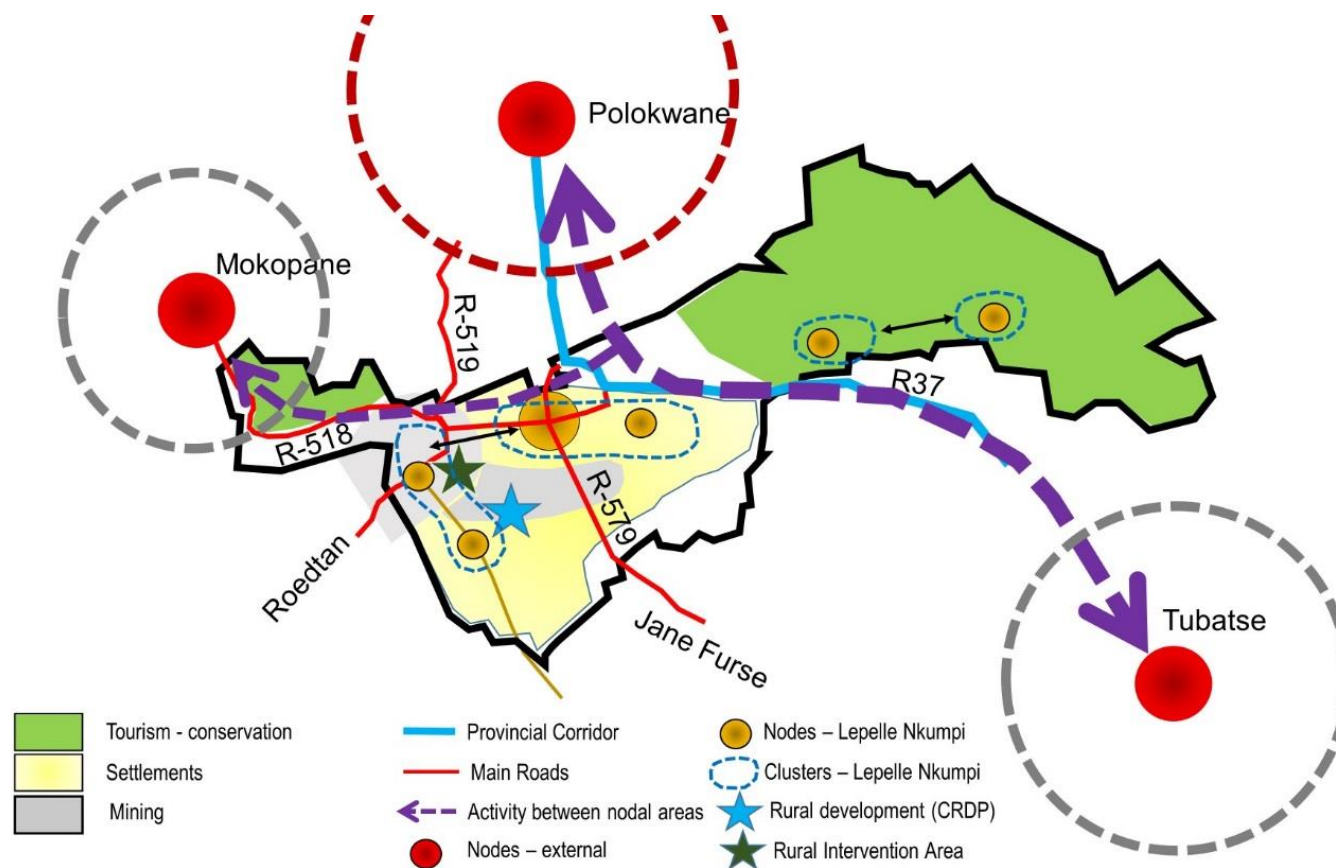 Polokwane
Mokopane
R-519
R37
R-518
R-579
Roedtan
Jane Furse
Tubatse
Tourism - conservation
Settlements
Mining
Provincial Corridor
Main Roads
Activity between nodal areas
Nodes – external
Nodes – Lepelle Nkumpi
Clusters – Lepelle Nkumpi
Rural development (CRDP)
Rural Intervention Area